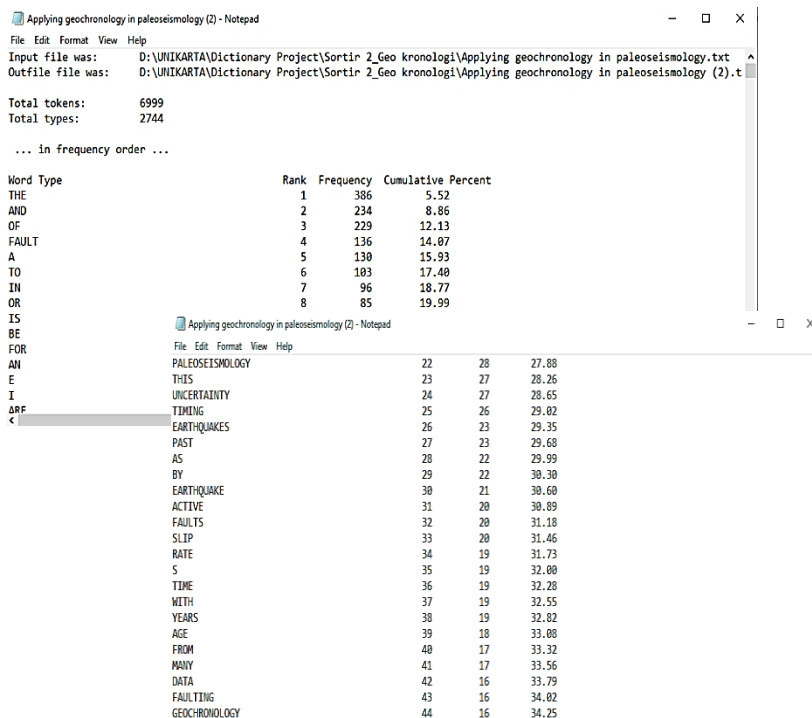 Applying geochronology in paleoseismology (2) - Notepad
File Edit Format View Help
Input file was: D:\UNIKARTA\Dictionary Project\Sortir 2_Geo kronologi\Applying geochronology in paleoseismology.txt
Outfile file was: D:\UNIKARTA\Dictionary Project\Sortir 2_Geo kronologi\Applying geochronology in paleoseismology (2).t
Total tokens: 6999
Total types: 2744
... in frequency order ...
Word Type Rank Frequency Cumulative Percent
THE 1 386 5.52
AND 2 234 8.86
OF 3 229 12.13
FAULT 4 136 14.07
A 5 130 15.93
TO 6 103 17.40
IN 7 96 18.77
OR 8 85 19.99
IS
BE
FOR
AN
E
I
ARE
Applying geochronology in paleoseismology (2) - Notepad
File Edit Format View Help
PALEOSEISMOLOGY 22 28 27.88
THIS 23 27 28.26
UNCERTAINTY 24 27 28.65
TIMING 25 26 29.02
EARTHQUAKES 26 23 29.35
PAST 27 23 29.68
AS 28 22 29.99
BY 29 22 30.30
EARTHQUAKE 30 21 30.60
ACTIVE 31 20 30.89
FAULTS 32 20 31.18
SLIP 33 20 31.46
RATE 34 19 31.73
S 35 19 32.00
TIME 36 19 32.28
WITH 37 19 32.55
YEARS 38 19 32.82
AGE 39 18 33.08
FROM 40 17 33.32
MANY 41 17 33.56
DATA 42 16 33.79
FAULTING 43 16 34.02
GEOCHRONOLOGY 44 16 34.25